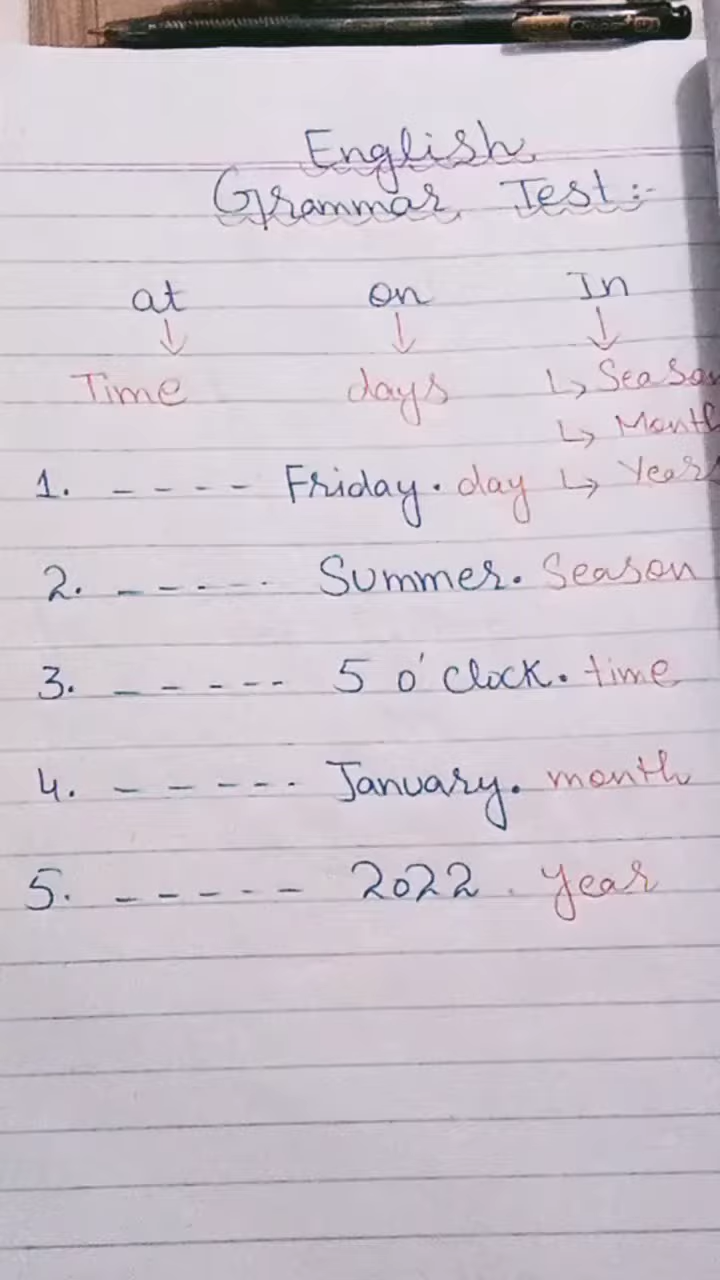 English
Grammar Test:-
at on In
Time days ↳ Season
↳ Month
1. - - - - Friday. day ↳ Years
2. - - - - - Summer. Season
3. - - - - - 5 o'clock. time
4. - - - - - January. month
5. - - - - - 2022. year